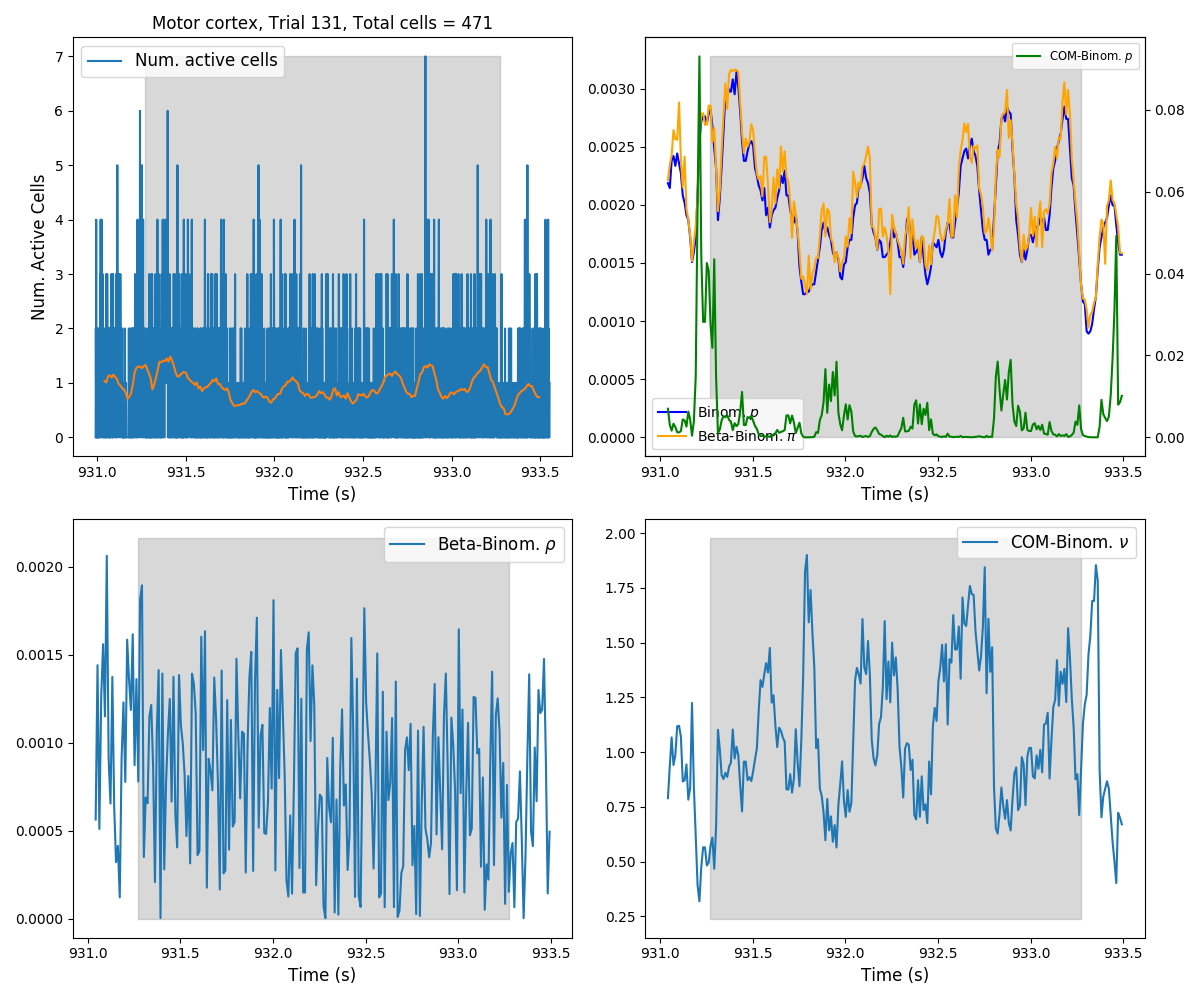 Motor cortex, Trial 131, Total cells = 471
Num. active cells
Num. Active Cells
7
6
5
4
3
2
1
0
931.0 931.5 932.0 932.5 933.0 933.5
Time (s)
COM-Binom. p
0.0030
0.0025
0.0020
0.0015
0.0010
0.0005
0.0000
0.08
0.06
0.04
0.02
0.00
Binom. p
Beta-Binom. π
931.0 931.5 932.0 932.5 933.0 933.5
Time (s)
Beta-Binom. ρ
0.0020
0.0015
0.0010
0.0005
0.0000
931.0 931.5 932.0 932.5 933.0 933.5
Time (s)
COM-Binom. ν
2.00
1.75
1.50
1.25
1.00
0.75
0.50
0.25
931.0 931.5 932.0 932.5 933.0 933.5
Time (s)